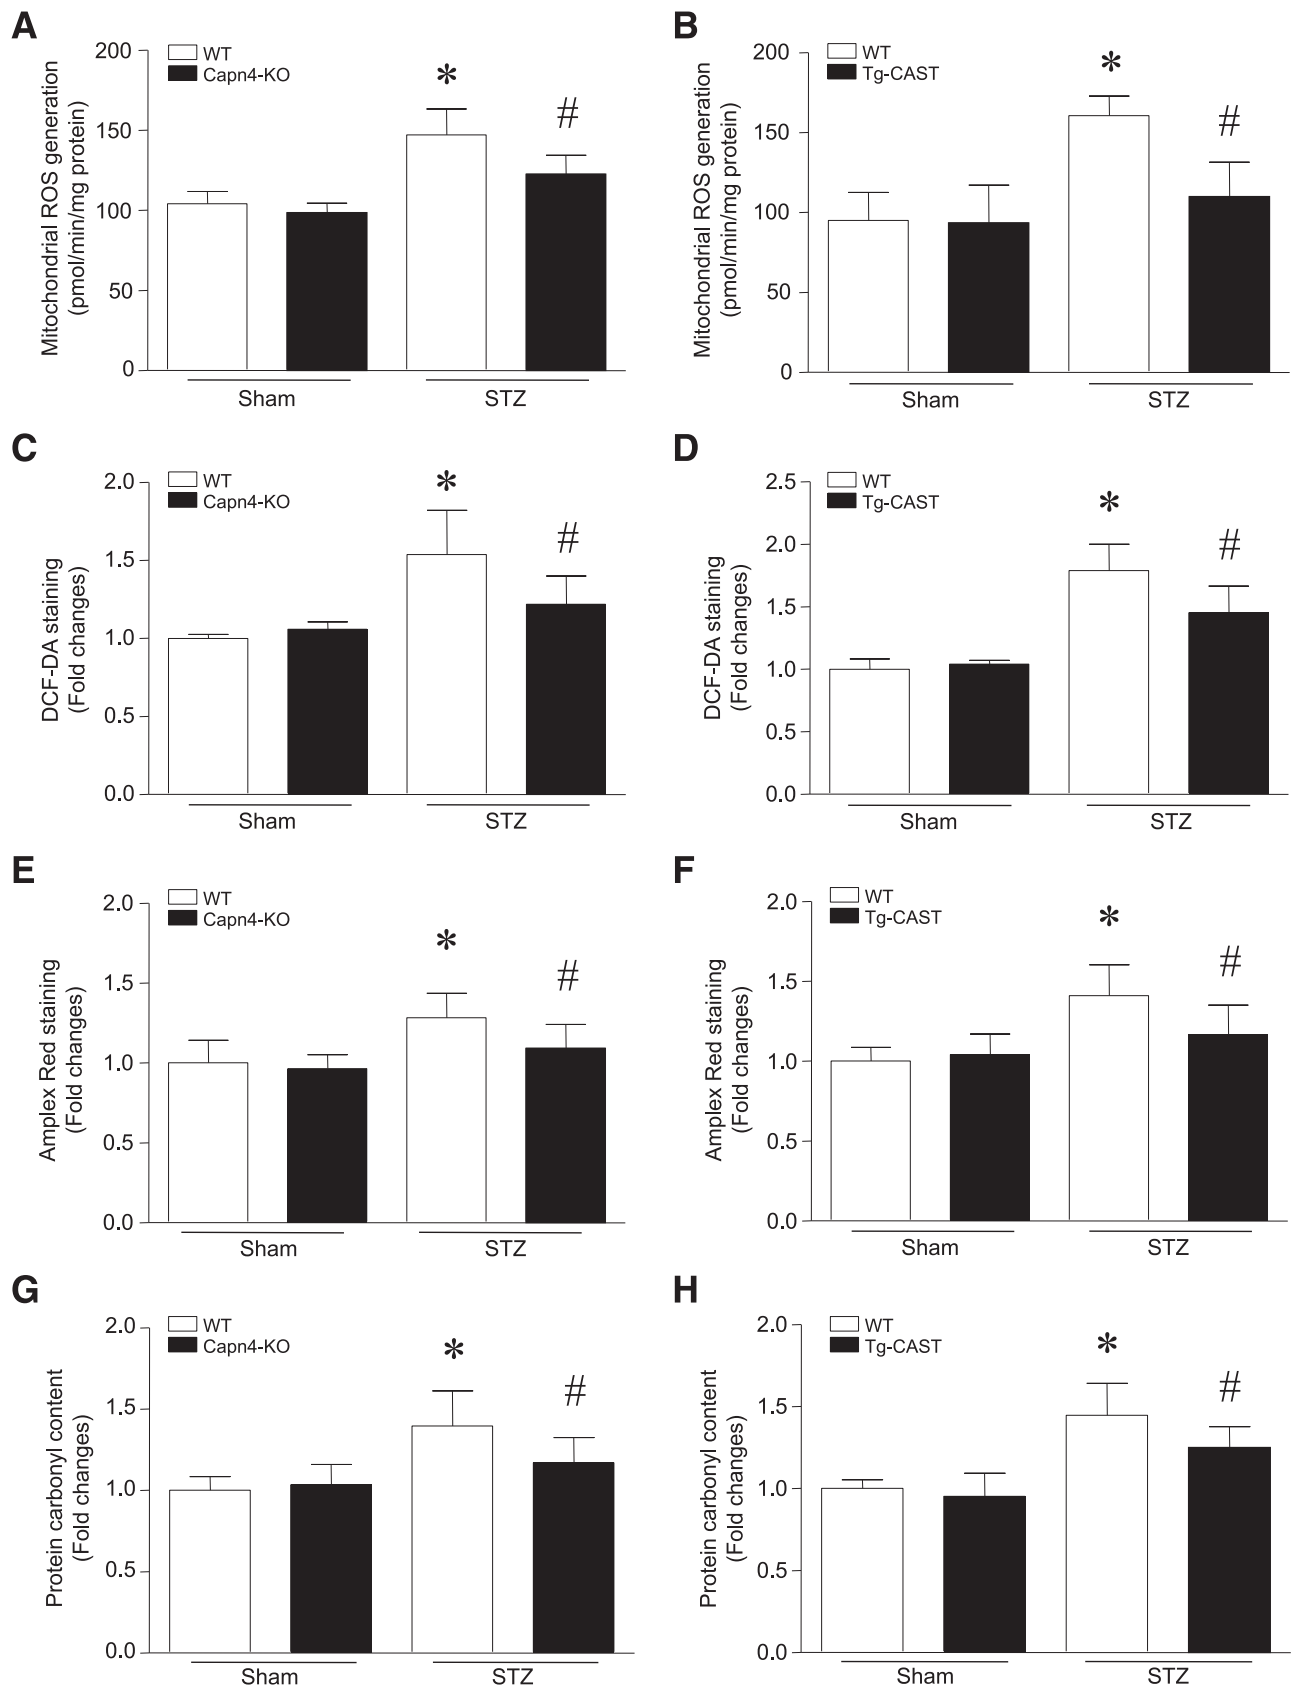 A
Mitochondrial ROS generation
(pmol/min/mg protein)
200
150
100
50
0
WT
Capn4-KO
*
#
Sham
STZ
B
Mitochondrial ROS generation
(pmol/min/mg protein)
200
150
100
50
0
WT
Tg-CAST
*
#
Sham
STZ
C
DCF-DA staining
(Fold changes)
2.0
1.5
1.0
0.5
0.0
WT
Capn4-KO
*
#
Sham
STZ
D
DCF-DA staining
(Fold changes)
2.5
2.0
1.5
1.0
0.5
0.0
WT
Tg-CAST
*
#
Sham
STZ
E
Amplex Red staining
(Fold changes)
2.0
1.5
1.0
0.5
0.0
WT
Capn4-KO
*
#
Sham
STZ
F
Amplex Red staining
(Fold changes)
2.0
1.5
1.0
0.5
0.0
WT
Tg-CAST
*
#
Sham
STZ
G
Protein carbonyl content
(Fold changes)
2.0
1.5
1.0
0.5
0.0
WT
Capn4-KO
*
#
Sham
STZ
H
Protein carbonyl content
(Fold changes)
2.0
1.5
1.0
0.5
0.0
WT
Tg-CAST
*
#
Sham
STZ